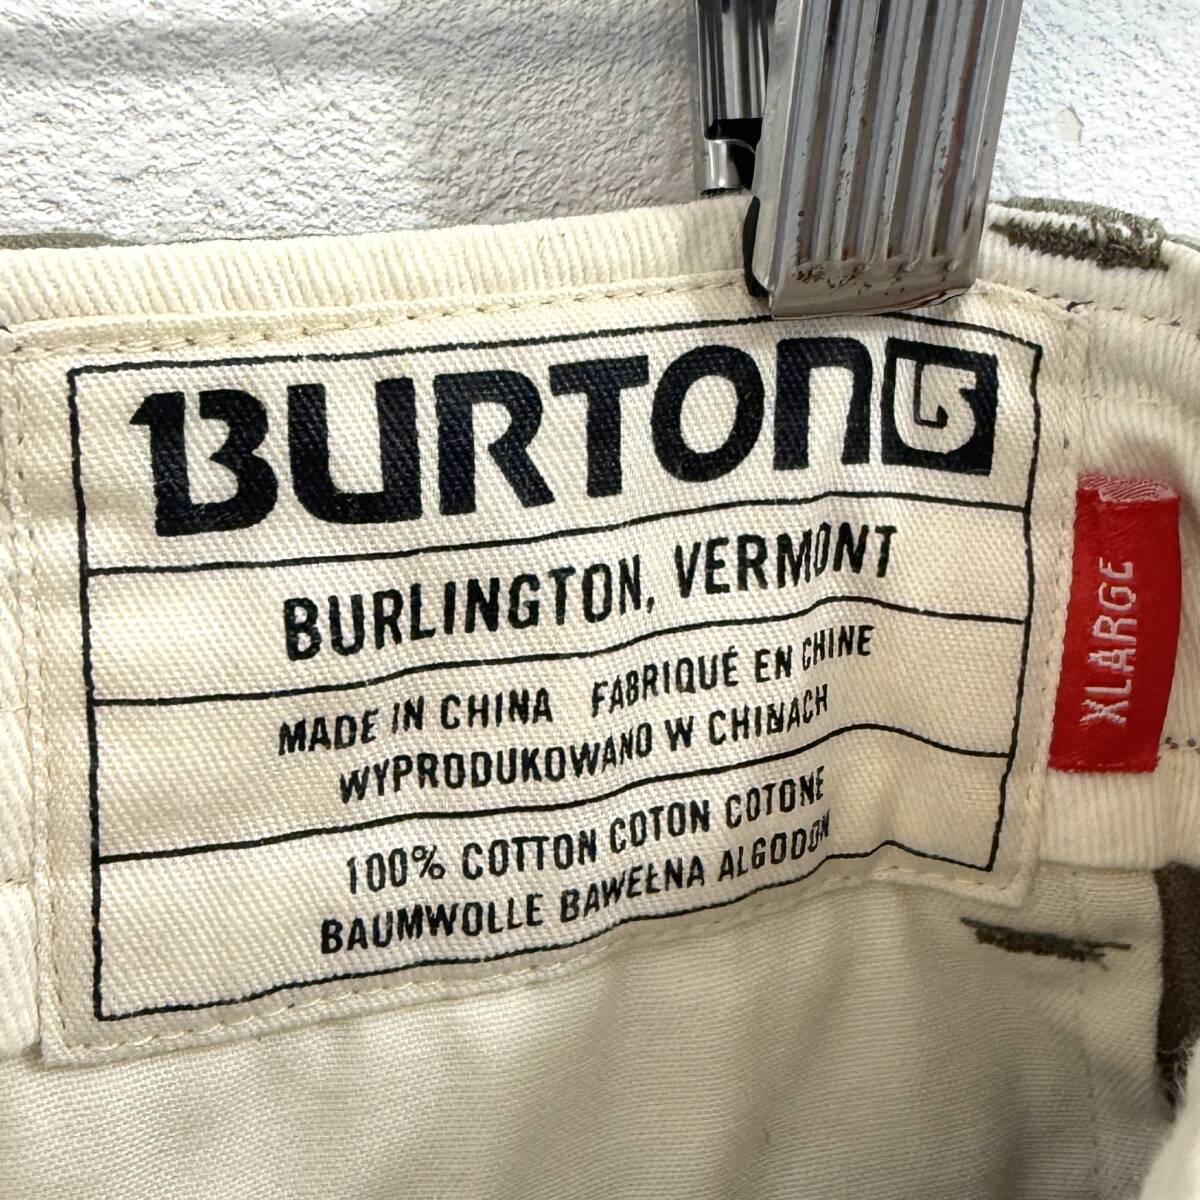 BURTON
BURLINGTON, VERMONT
MADE IN CHINA FABRIQUÉ EN CHINE
WYPRODUKOWANO W CHINACH
100% COTTON COTON COTONE
BAUMWOLLE BAWEŁNA ALGODON
XLARGE